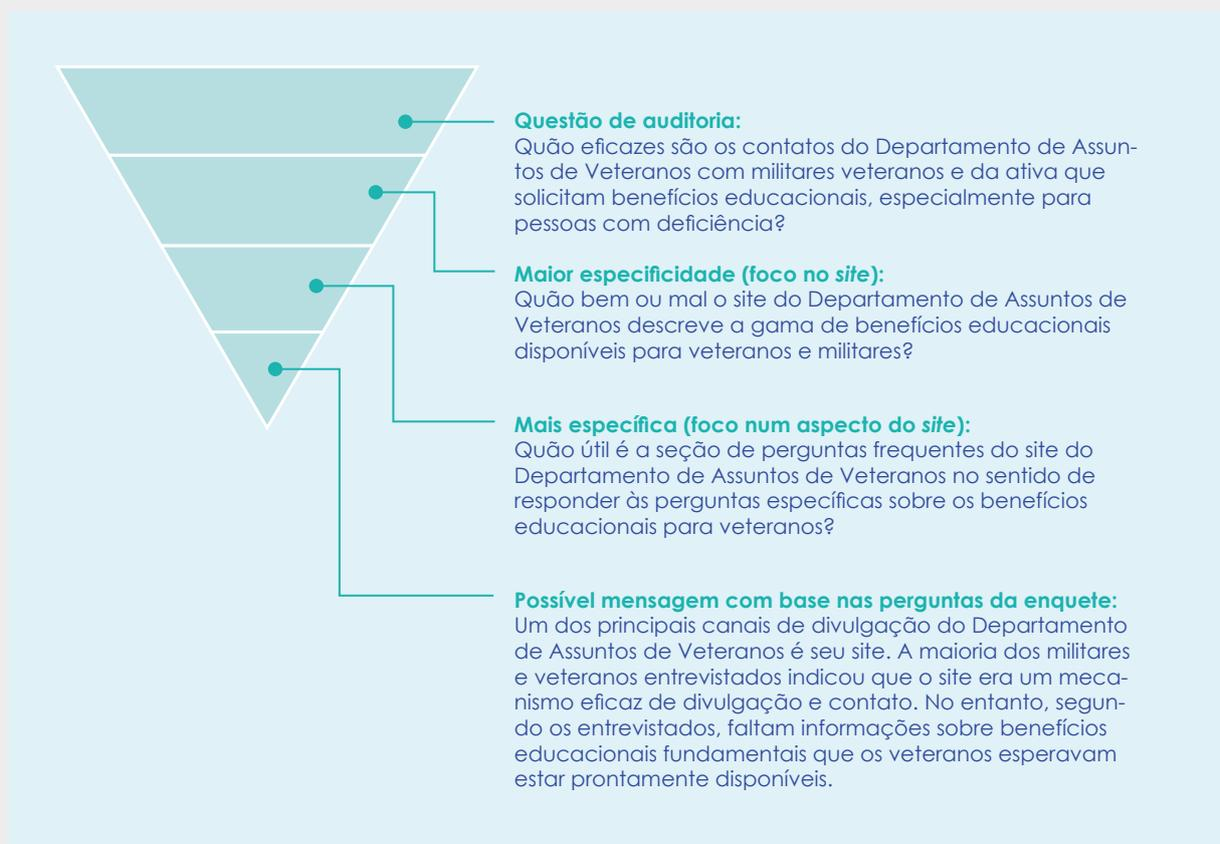 Questão de auditoria:
Quão eficazes são os contatos do Departamento de Assun-
tos de Veteranos com militares veteranos e da ativa que
solicitam benefícios educacionais, especialmente para
pessoas com deficiência?
Maior especificidade (foco no site):
Quão bem ou mal o site do Departamento de Assuntos de
Veteranos descreve a gama de benefícios educacionais
disponíveis para veteranos e militares?
Mais específica (foco num aspecto do site):
Quão útil é a seção de perguntas frequentes do site do
Departamento de Assuntos de Veteranos no sentido de
responder às perguntas específicas sobre os benefícios
educacionais para veteranos?
Possível mensagem com base nas perguntas da enquete:
Um dos principais canais de divulgação do Departamento
de Assuntos de Veteranos é seu site. A maioria dos militares
e veteranos entrevistados indicou que o site era um meca-
nismo eficaz de divulgação e contato. No entanto, segun-
do os entrevistados, faltam informações sobre benefícios
educacionais fundamentais que os veteranos esperavam
estar prontamente disponíveis.